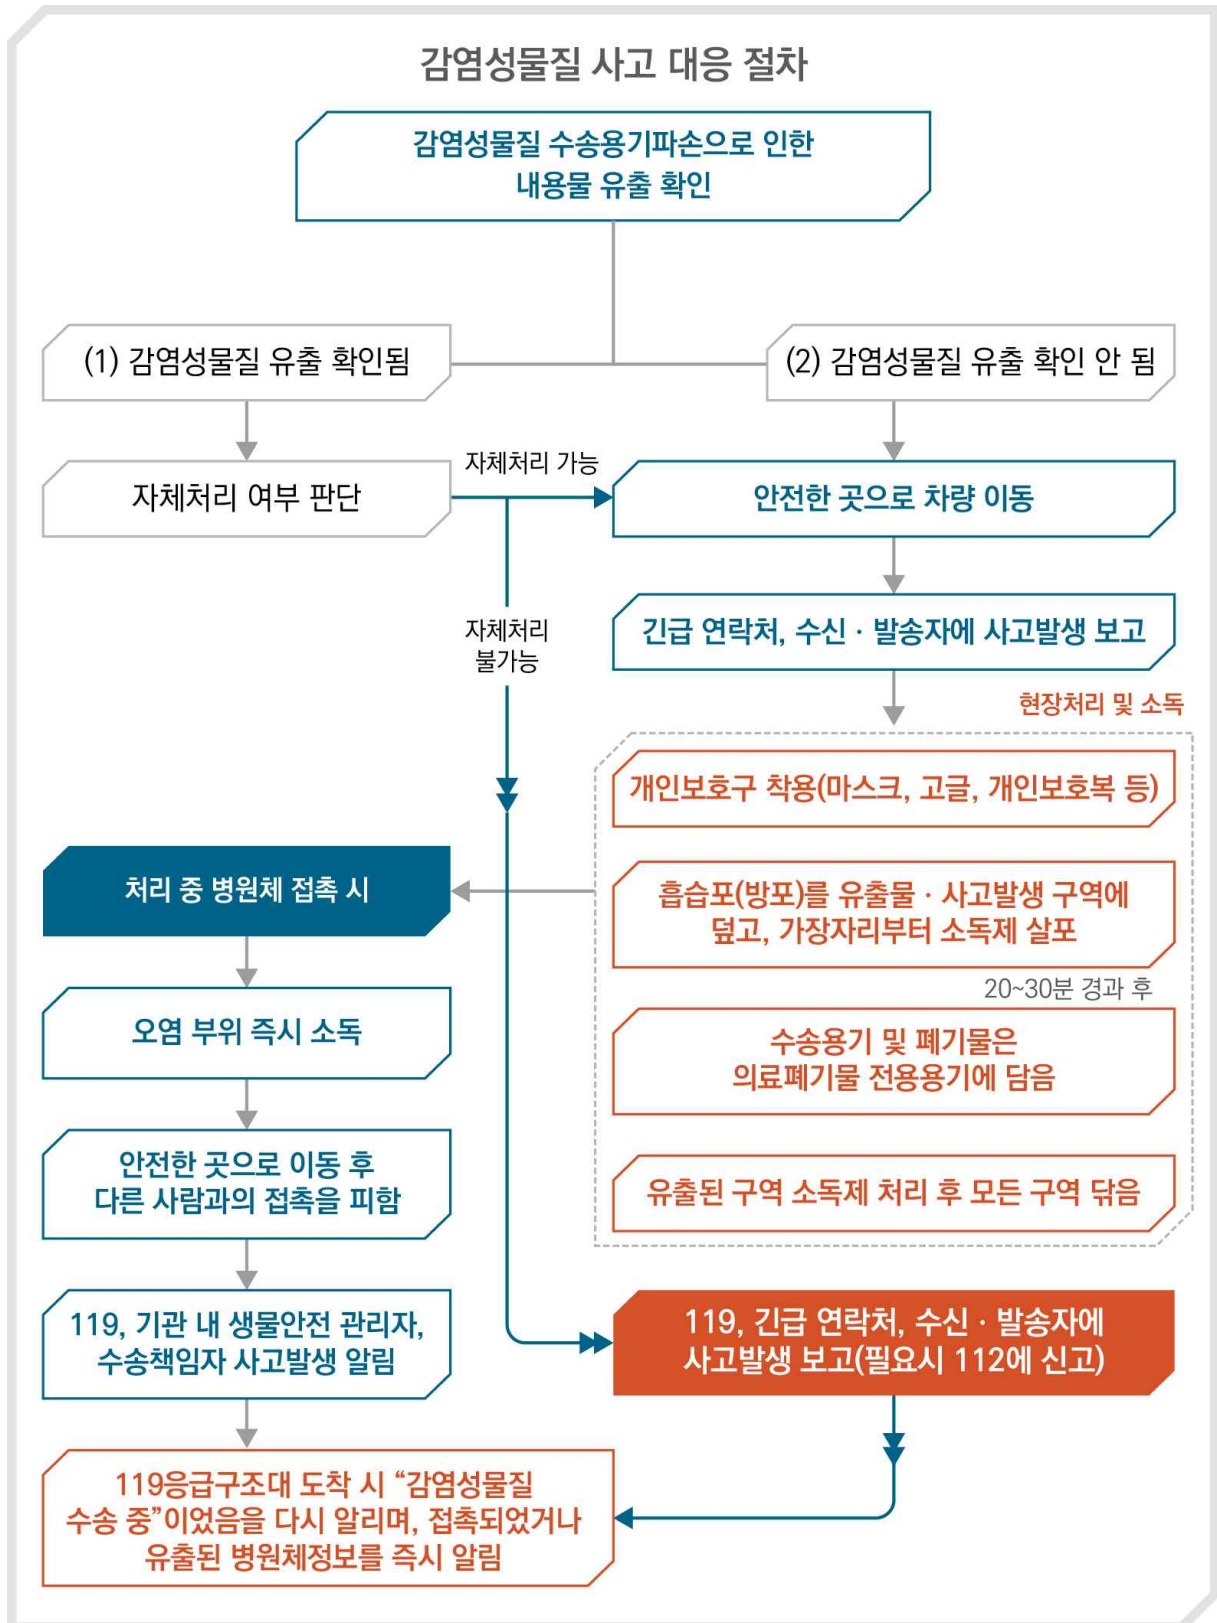 감염성물질 사고 대응 절차
감염성물질 수송용기파손으로 인한
내용물 유출 확인
(1) 감염성물질 유출 확인됨
(2) 감염성물질 유출 확인 안 됨
자체처리 여부 판단
자체처리 가능
안전한 곳으로 차량 이동
자체처리
불가능
긴급 연락처, 수신 · 발송자에 사고발생 보고
현장처리 및 소독
개인보호구 착용(마스크, 고글, 개인보호복 등)
흡습포(방포)를 유출물 · 사고발생 구역에
덮고, 가장자리부터 소독제 살포
20~30분 경과 후
수송용기 및 폐기물은
의료폐기물 전용용기에 담음
유출된 구역 소독제 처리 후 모든 구역 닦음
처리 중 병원체 접촉 시
오염 부위 즉시 소독
안전한 곳으로 이동 후
다른 사람과의 접촉을 피함
119, 기관 내 생물안전 관리자,
수송책임자 사고발생 알림
119, 긴급 연락처, 수신 · 발송자에
사고발생 보고(필요시 112에 신고)
119응급구조대 도착 시 “감염성물질
수송 중”이었음을 다시 알리며, 접촉되었거나
유출된 병원체정보를 즉시 알림